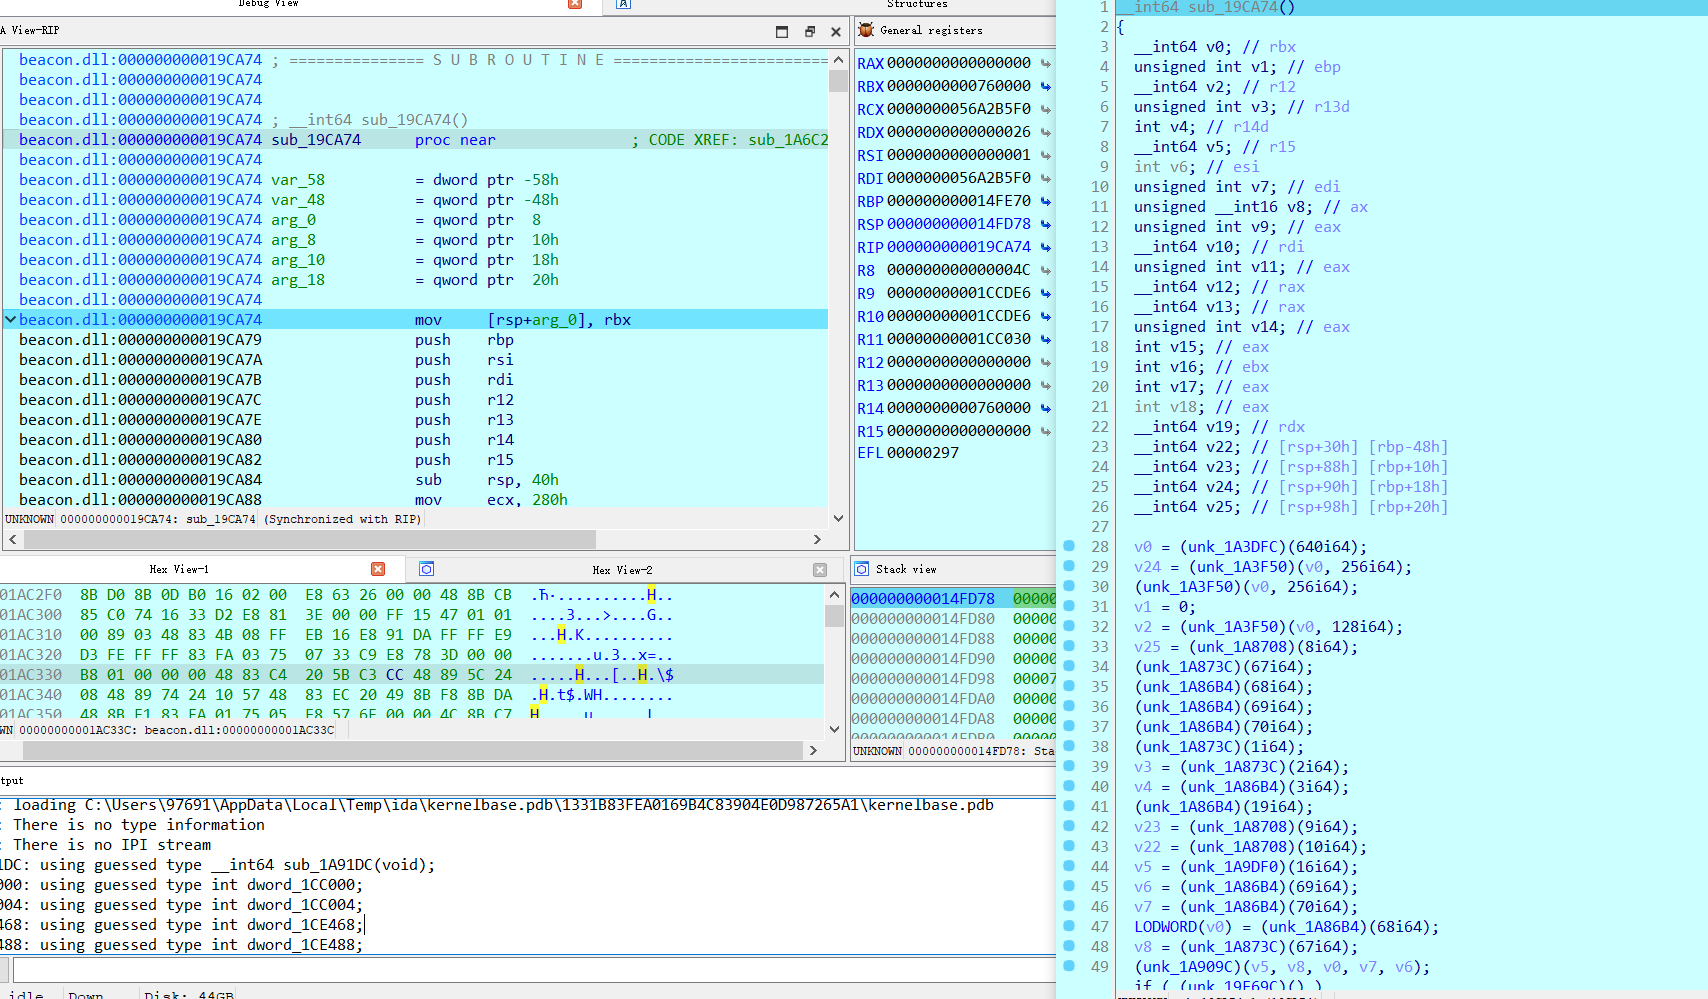 Debug View
Structures
A View-RIP
beacon.dll:000000000019CA74 ; =============== S U B R O U T I N E ========================
beacon.dll:000000000019CA74
beacon.dll:000000000019CA74
beacon.dll:000000000019CA74 ; __int64 sub_19CA74()
beacon.dll:000000000019CA74 sub_19CA74 proc near ; CODE XREF: sub_1A6C2
beacon.dll:000000000019CA74
beacon.dll:000000000019CA74 var_58 = dword ptr -58h
beacon.dll:000000000019CA74 var_48 = qword ptr -48h
beacon.dll:000000000019CA74 arg_0 = qword ptr 8
beacon.dll:000000000019CA74 arg_8 = qword ptr 10h
beacon.dll:000000000019CA74 arg_10 = qword ptr 18h
beacon.dll:000000000019CA74 arg_18 = qword ptr 20h
beacon.dll:000000000019CA74
beacon.dll:000000000019CA74 mov [rsp+arg_0], rbx
beacon.dll:000000000019CA79 push rbp
beacon.dll:000000000019CA7A push rsi
beacon.dll:000000000019CA7B push rdi
beacon.dll:000000000019CA7C push r12
beacon.dll:000000000019CA7E push r13
beacon.dll:000000000019CA80 push r14
beacon.dll:000000000019CA82 push r15
beacon.dll:000000000019CA84 sub rsp, 40h
beacon.dll:000000000019CA88 mov ecx, 280h
UNKNOWN 000000000019CA74: sub_19CA74 (Synchronized with RIP)
General registers
RAX 0000000000000000
RBX 0000000000760000
RCX 0000000056A2B5F0
RDX 0000000000000026
RSI 0000000000000001
RDI 0000000056A2B5F0
RBP 000000000014FE70
RSP 000000000014FD78
RIP 000000000019CA74
R8 000000000000004C
R9 00000000001CCDE6
R10 00000000001CCDE6
R11 00000000001CC030
R12 0000000000000000
R13 0000000000000000
R14 0000000000760000
R15 0000000000000000
EFL 00000297
Hex View-1
Hex View-2
01AC2F0 8B D0 8B 0D B0 16 02 00 E8 63 26 00 00 48 8B CB .Ћ..........H..
01AC300 85 C0 74 16 33 D2 E8 81 3E 00 00 FF 15 47 01 01 ....3...>....G..
01AC310 00 89 03 48 83 4B 08 FF EB 16 E8 91 DA FF FF E9 ...H.K..........
01AC320 D3 FE FF FF 83 FA 03 75 07 33 C9 E8 78 3D 00 00 .......u.3..x=..
01AC330 B8 01 00 00 00 48 83 C4 20 5B C3 CC 48 89 5C 24 .....H...[..H.\$
01AC340 08 48 89 74 24 10 57 48 83 EC 20 49 8B F8 8B DA .H.t$.WH........
01AC350 48 8B F1 83 FA 01 75 05 E8 57 6F 00 00 4C 8B C7
WN 00000000001AC33C: beacon.dll:00000000001AC33C
Stack view
000000000014FD78 00000
000000000014FD80 00000
000000000014FD88 00000
000000000014FD90 00000
000000000014FD98 00007
000000000014FDA0 00000
000000000014FDA8 00000
000000000014FDB0 00000
UNKNOWN 000000000014FD78: Sta
tput
: loading C:\Users\97691\AppData\Local\Temp\ida\kernelbase.pdb\1331B83FEA0169B4C83904E0D987265A1\kernelbase.pdb
: There is no type information
: There is no IPI stream
1DC: using guessed type __int64 sub_1A91DC(void);
000: using guessed type int dword_1CC000;
004: using guessed type int dword_1CC004;
468: using guessed type int dword_1CE468;
488: using guessed type int dword_1CE488;
idle Down Disk: 44GB
1 __int64 sub_19CA74()
2 {
3 __int64 v0; // rbx
4 unsigned int v1; // ebp
5 __int64 v2; // r12
6 unsigned int v3; // r13d
7 int v4; // r14d
8 __int64 v5; // r15
9 int v6; // esi
10 unsigned int v7; // edi
11 unsigned __int16 v8; // ax
12 unsigned int v9; // eax
13 __int64 v10; // rdi
14 unsigned int v11; // eax
15 __int64 v12; // rax
16 __int64 v13; // rax
17 unsigned int v14; // eax
18 int v15; // eax
19 int v16; // ebx
20 int v17; // eax
21 int v18; // eax
22 __int64 v19; // rdx
23 __int64 v22; // [rsp+30h] [rbp-48h]
24 __int64 v23; // [rsp+88h] [rbp+10h]
25 __int64 v24; // [rsp+90h] [rbp+18h]
26 __int64 v25; // [rsp+98h] [rbp+20h]
27
28 v0 = (unk_1A3DFC)(640i64);
29 v24 = (unk_1A3F50)(v0, 256i64);
30 (unk_1A3F50)(v0, 256i64);
31 v1 = 0;
32 v2 = (unk_1A3F50)(v0, 128i64);
33 v25 = (unk_1A8708)(8i64);
34 (unk_1A873C)(67i64);
35 (unk_1A86B4)(68i64);
36 (unk_1A86B4)(69i64);
37 (unk_1A86B4)(70i64);
38 (unk_1A873C)(1i64);
39 v3 = (unk_1A873C)(2i64);
40 v4 = (unk_1A86B4)(3i64);
41 (unk_1A86B4)(19i64);
42 v23 = (unk_1A8708)(9i64);
43 v22 = (unk_1A8708)(10i64);
44 v5 = (unk_1A9DF0)(16i64);
45 v6 = (unk_1A86B4)(69i64);
46 v7 = (unk_1A86B4)(70i64);
47 LODWORD(v0) = (unk_1A86B4)(68i64);
48 v8 = (unk_1A873C)(67i64);
49 (unk_1A909C)(v5, v8, v0, v7, v6);
if ( (unk_19E69C)() )